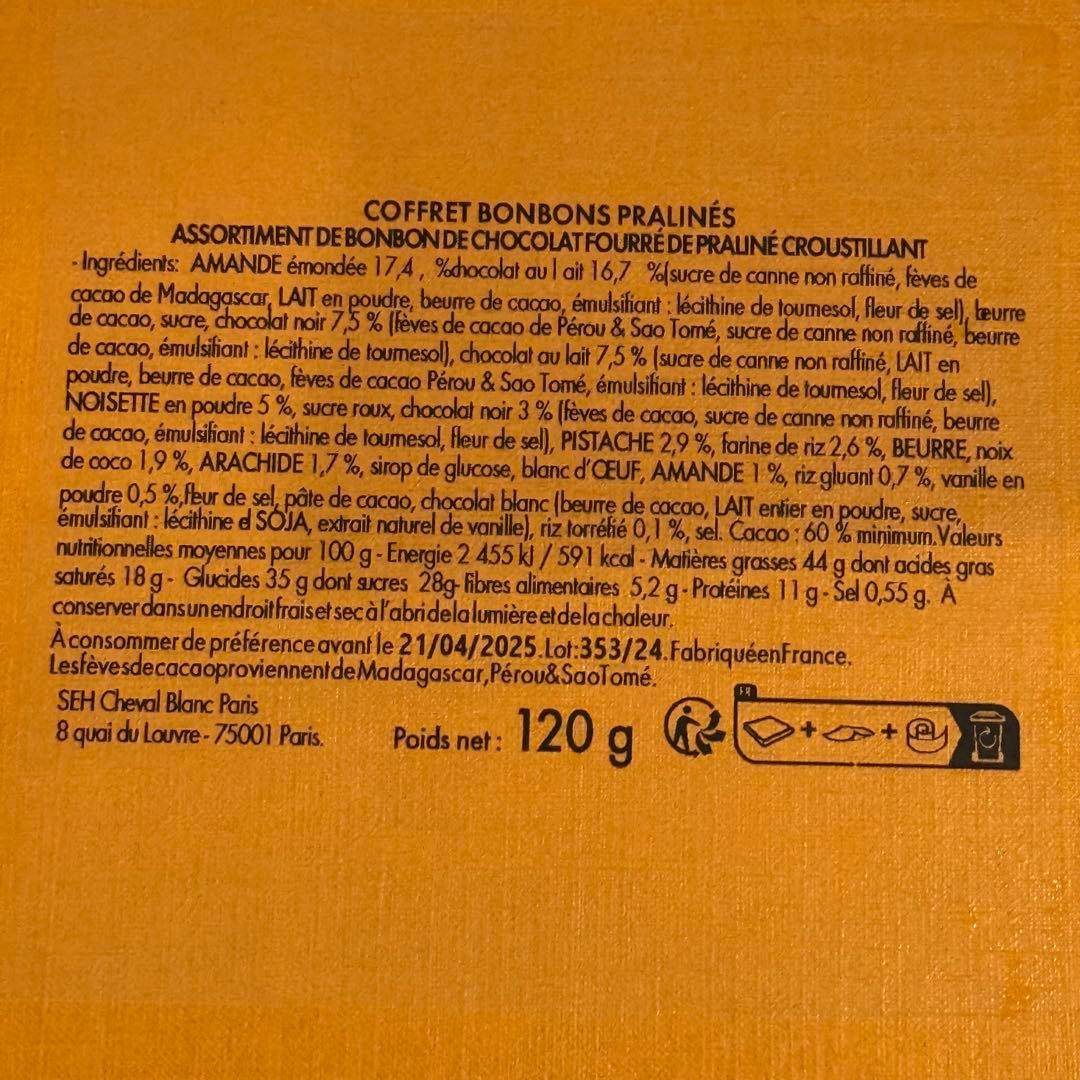 COFFRET BONBONS PRALINÉS
ASSORTIMENT DE BONBON DE CHOCOLAT FOURRÉ DE PRALINÉ CROUSTILLANT
- Ingrédients: AMANDE émondée 17,4 , %chocolat au l ait 16,7 %(sucre de canne non raffiné, fèves de
cacao de Madagascar, LAIT en poudre, beurre de cacao, émulsifiant : lécithine de tournesol, fleur de sel), beurre
de cacao, sucre, chocolat noir 7,5 % (fèves de cacao de Pérou & Sao Tomé, sucre de canne non raffiné, beurre
de cacao, émulsifiant : lécithine de tournesol), chocolat au lait 7,5 % (sucre de canne non raffiné, LAIT en
poudre, beurre de cacao, fèves de cacao Pérou & Sao Tomé, émulsifiant : lécithine de tournesol, fleur de sel),
NOISETTE en poudre 5 %, sucre roux, chocolat noir 3 % (fèves de cacao, sucre de canne non raffiné, beurre
de cacao, émulsifiant : lécithine de tournesol, fleur de sel), PISTACHE 2,9 %, farine de riz 2,6 %, BEURRE, noix
de coco 1,9 %, ARACHIDE 1,7 %, sirop de glucose, blanc d'ŒUF, AMANDE 1 %, riz gluant 0,7 %, vanille en
poudre 0,5 %,fleur de sel, pâte de cacao, chocolat blanc (beurre de cacao, LAIT entier en poudre, sucre,
émulsifiant : lécithine d SOJA, extrait naturel de vanille), riz torréfié 0,1 %, sel. Cacao : 60 % minimum.Valeurs
nutritionnelles moyennes pour 100 g - Energie 2 455 kJ / 591 kcal - Matières grasses 44 g dont acides gras
saturés 18 g - Glucides 35 g dont sucres 28g- fibres alimentaires 5,2 g - Protéines 11 g - Sel 0,55 g. À
conserver dans un endroit frais et sec à l'abri de la lumière et de la chaleur.
À consommer de préférence avant le 21/04/2025.Lot:353/24.Fabriqué en France.
Les fèves de cacao proviennent de Madagascar, Pérou & Sao Tomé.
SEH Cheval Blanc Paris
8 quai du Louvre - 75001 Paris.
Poids net : 120 g
FR